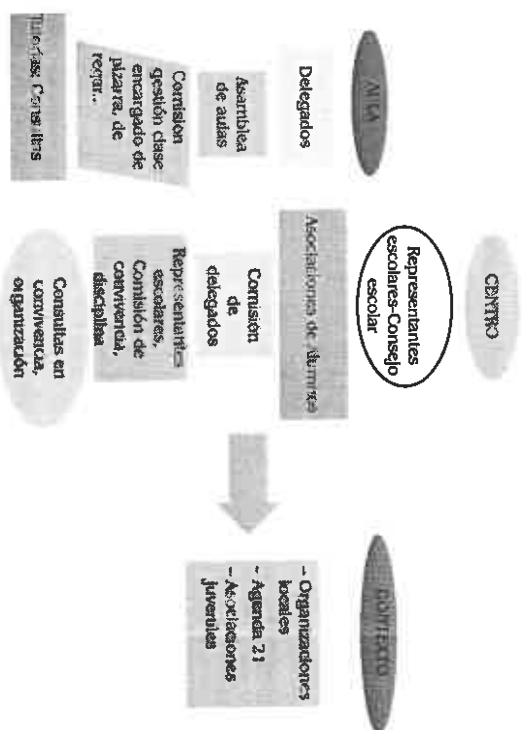 AULA
Delegados
Asamblea
de aulas
Comisión
gestión clase
encargado de
pizarra, de
regar..
Tutorías: Consultas
CENTRO
Representantes
escolares-Consejo
escolar
Asociaciones de Alumnos
Comisión
de
delegados
Representantes
escolares,
Comisión de
convivencia,
disciplina
Consultas en
convivencia,
organización
CONTEXTO
- Organizaciones
locales
- Agenda 21
- Asociaciones
juveniles